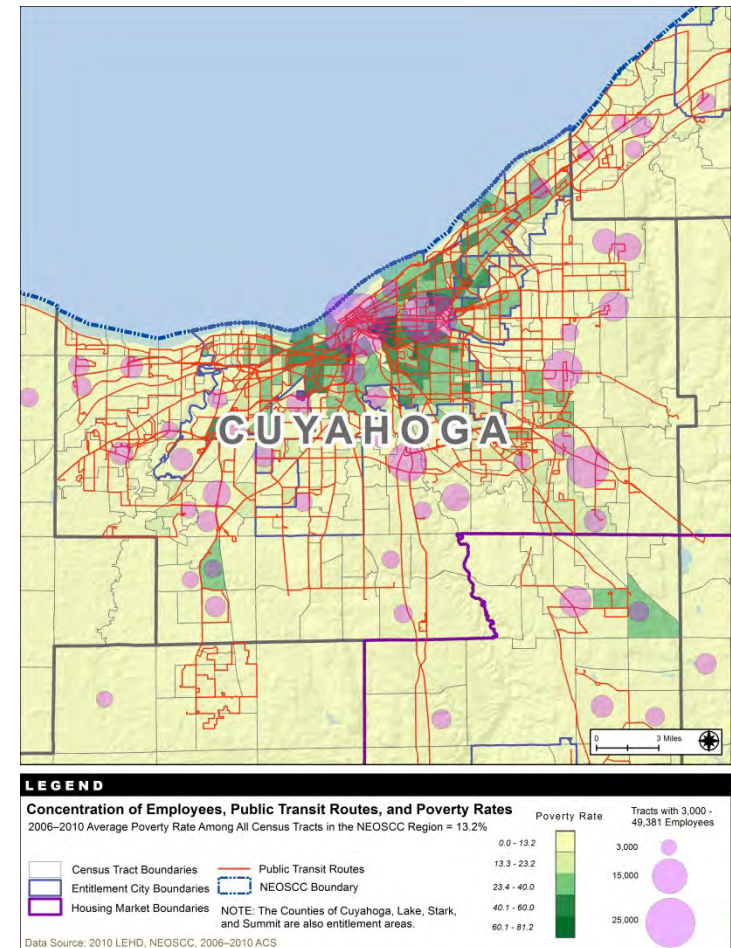 CUYAHOGA
0 3 Miles
LEGEND
Concentration of Employees, Public Transit Routes, and Poverty Rates
2006–2010 Average Poverty Rate Among All Census Tracts in the NEOSCC Region = 13.2%
Census Tract Boundaries
Entitlement City Boundaries
Housing Market Boundaries
Public Transit Routes
NEOSCC Boundary
NOTE: The Counties of Cuyahoga, Lake, Stark,
and Summit are also entitlement areas.
Poverty Rate
0.0 - 13.2
13.3 - 23.2
23.4 - 40.0
40.1 - 60.0
60.1 - 81.2
Tracts with 3,000 -
49,381 Employees
3,000
15,000
25,000
Data Source: 2010 LEHD, NEOSCC, 2006–2010 ACS